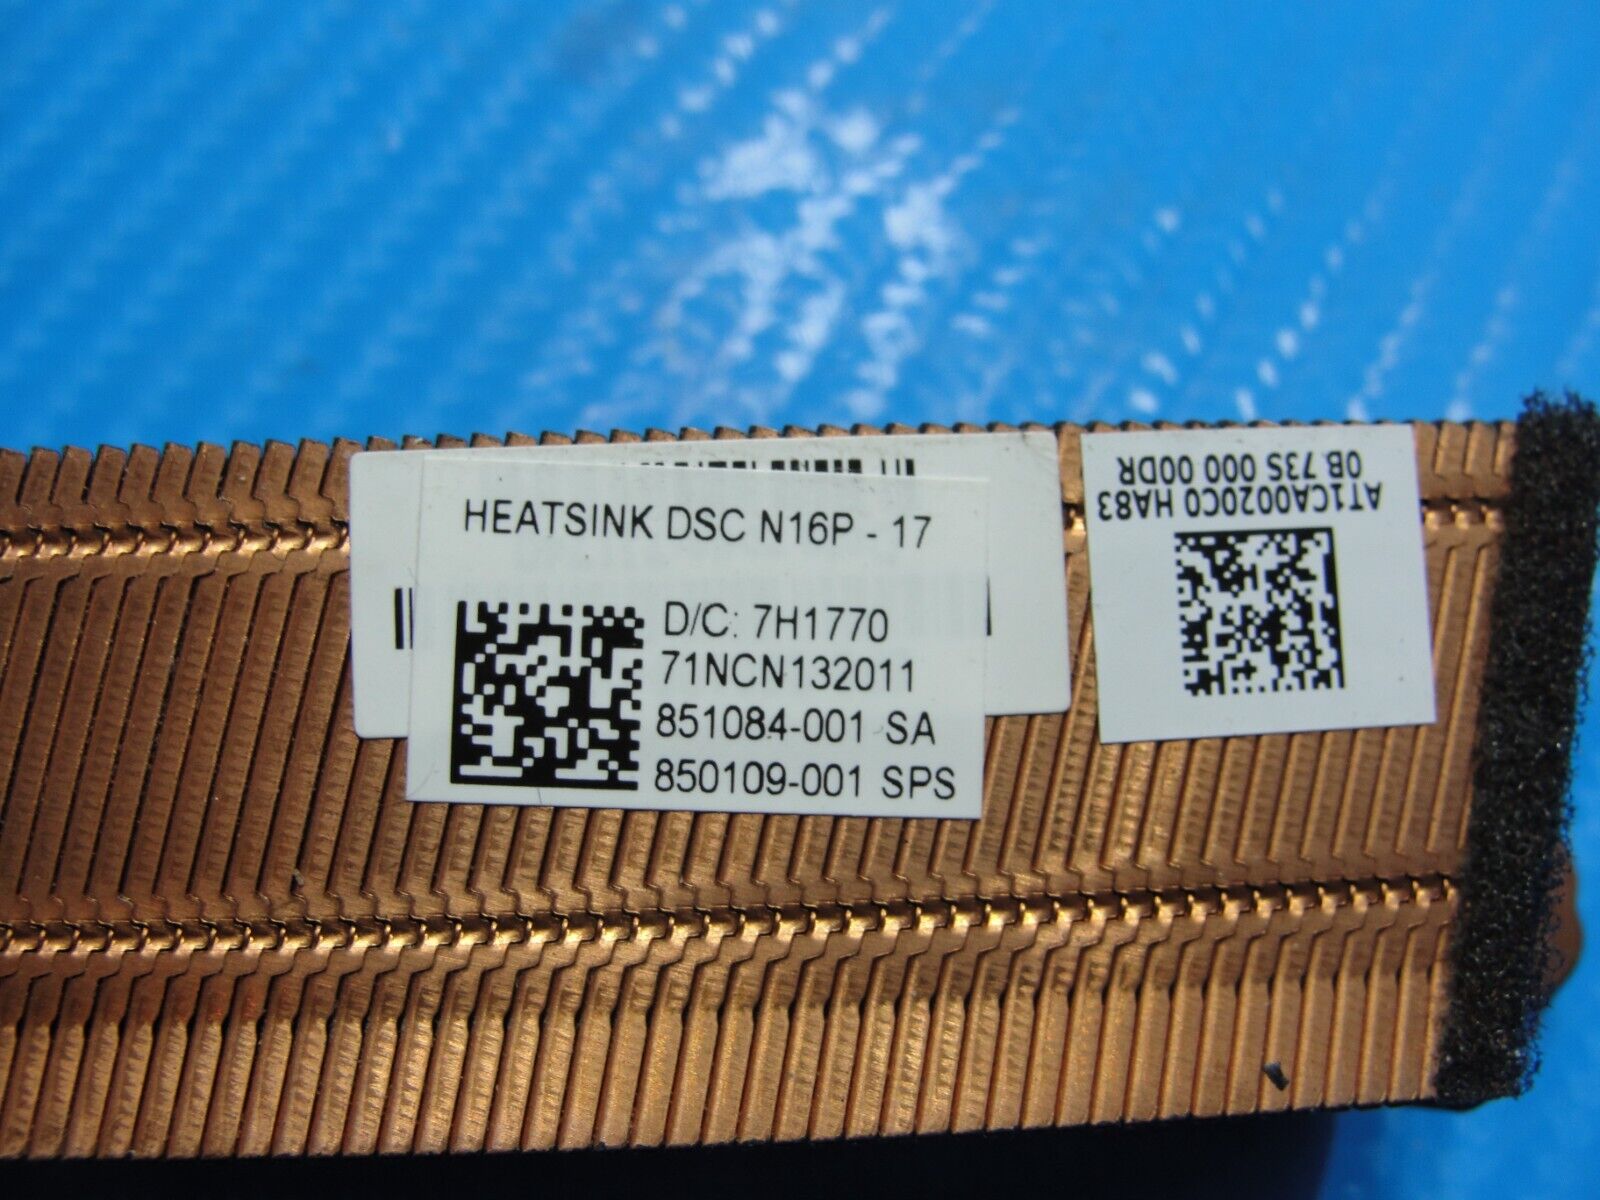 HEATSINK DSC N16P - 17
D/C: 7H1770
71NCN132011
851084-001 SA
850109-001 SPS
AT1CA0020C0 HA83
0B 73S 000 00DR